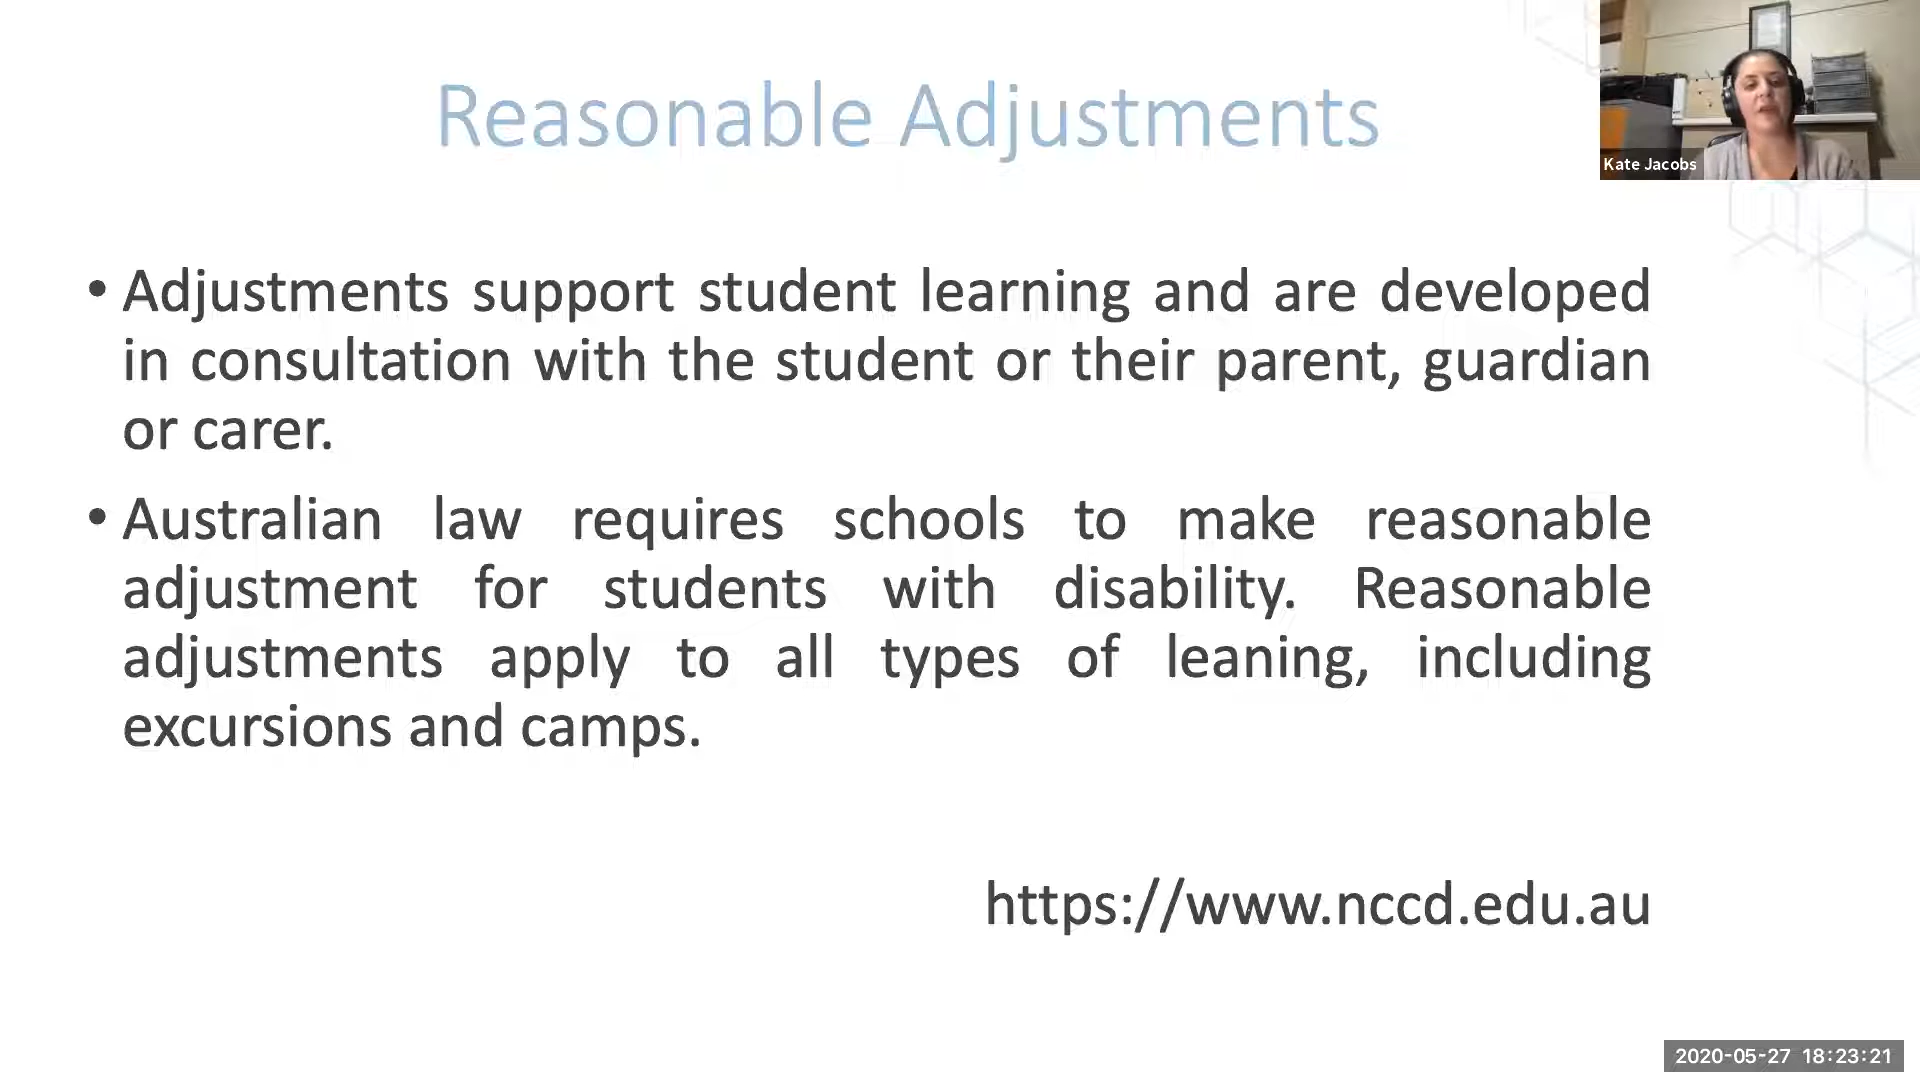 Reasonable Adjustments
Kate Jacobs
• Adjustments support student learning and are developed
in consultation with the student or their parent, guardian
or carer.
• Australian law requires schools to make reasonable
adjustment for students with disability. Reasonable
adjustments apply to all types of leaning, including
excursions and camps.
https://www.nccd.edu.au
2020-05-27 18:23:21